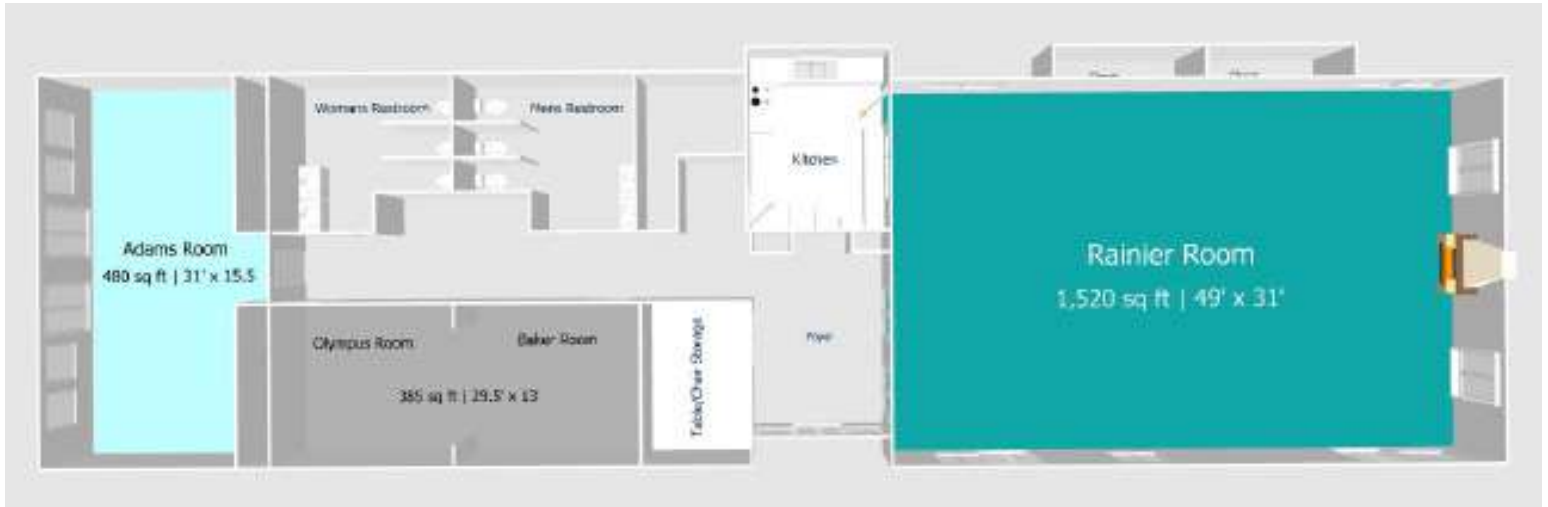 Womans Restroom
Mens Restroom
Kitchen
Adams Room
480 sq ft | 31' x 15.5
Rainier Room
1,520 sq ft | 49' x 31'
Olympus Room
Baker Room
385 sq ft | 29.5' x 13'
Table/Chair Storage
Foyer